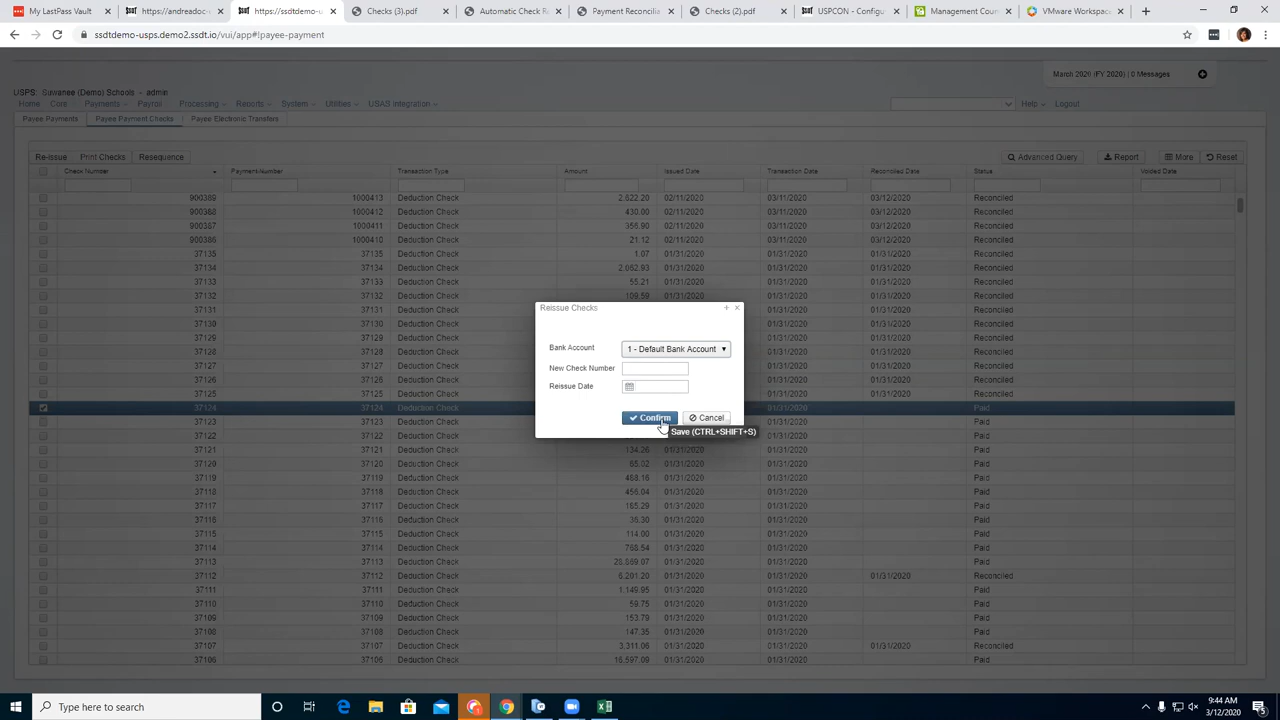 My LastPass Vault
https://andreadoc-u
https://ssdtdemo-u
Checks (3).pdf
Automatic Check R
Payment Reconcilia
Checks (2).pdf
USPCON - Configu
Management Coun
VMware Workspace
ssdtdemo-usps.demo2.ssdt.io/vui/app#!payee-payment
March 2020 (FY 2020) | 0 Messages
USPS: Suwanee (Demo) Schools – admin
Home Core Payments Payroll Processing Reports System Utilities USAS Integration Help Logout
Payee Payments Payee Payment Checks Payee Electronic Transfers
Re-issue Print Checks Resequence Advanced Query Report More Reset
Check Number Payment Number Transaction Type Amount Issued Date Transaction Date Reconciled Date Status Voided Date
900389 1000413 Deduction Check 2,622.20 02/11/2020 03/11/2020 03/12/2020 Reconciled
900388 1000412 Deduction Check 430.00 02/11/2020 03/11/2020 03/12/2020 Reconciled
900387 1000411 Deduction Check 356.90 02/11/2020 03/11/2020 03/12/2020 Reconciled
900386 1000410 Deduction Check 21.12 02/11/2020 03/11/2020 03/12/2020 Reconciled
37135 37135 Deduction Check 1.07 01/31/2020 01/31/2020 01/31/2020 Reconciled
37134 37134 Deduction Check 2,662.93 01/31/2020 01/31/2020 01/31/2020 Reconciled
37133 37133 Deduction Check 55.21 01/31/2020 01/31/2020 01/31/2020 Reconciled
37132 37132 Deduction Check 109.59 01/31/2020 01/31/2020 01/31/2020 Reconciled
37131 37131 Deduction Check 01/31/2020 01/31/2020 Reconciled
37130 37130 Deduction Check 01/31/2020 01/31/2020 Reconciled
37129 37129 Deduction Check 01/31/2020 01/31/2020 Reconciled
37128 37128 Deduction Check 01/31/2020 01/31/2020 Reconciled
37127 37127 Deduction Check 01/31/2020 01/31/2020 Reconciled
37126 37126 Deduction Check 01/31/2020 01/31/2020 Reconciled
37125 37125 Deduction Check 01/31/2020 01/31/2020 Reconciled
37124 37124 Deduction Check 01/31/2020 Paid
37123 37123 Deduction Check 01/31/2020 Paid
37122 37122 Deduction Check 01/31/2020 Paid
37121 37121 Deduction Check 134.26 01/31/2020 01/31/2020 Paid
37120 37120 Deduction Check 65.02 01/31/2020 01/31/2020 Paid
37119 37119 Deduction Check 488.16 01/31/2020 01/31/2020 Paid
37118 37118 Deduction Check 456.04 01/31/2020 01/31/2020 Paid
37117 37117 Deduction Check 165.29 01/31/2020 01/31/2020 Paid
37116 37116 Deduction Check 36.30 01/31/2020 01/31/2020 Paid
37115 37115 Deduction Check 114.00 01/31/2020 01/31/2020 Paid
37114 37114 Deduction Check 768.54 01/31/2020 01/31/2020 Paid
37113 37113 Deduction Check 01/31/2020 01/31/2020 Paid
37112 37112 Deduction Check 6,201.20 01/31/2020 01/31/2020 01/31/2020 Reconciled
37111 37111 Deduction Check 1,149.95 01/31/2020 01/31/2020 Paid
37110 37110 Deduction Check 59.75 01/31/2020 01/31/2020 Paid
37109 37109 Deduction Check 153.79 01/31/2020 01/31/2020 Paid
37108 37108 Deduction Check 147.35 01/31/2020 01/31/2020 Paid
37107 37107 Deduction Check 3,311.06 01/31/2020 01/31/2020 01/31/2020 Reconciled
37106 37106 Deduction Check 16,597.09 01/31/2020 01/31/2020 Paid
Reissue Checks
Bank Account 1 - Default Bank Account
New Check Number
Reissue Date
Confirm Cancel
Save (CTRL+SHIFT+S)
Type here to search
9:44 AM
3/12/2020
5